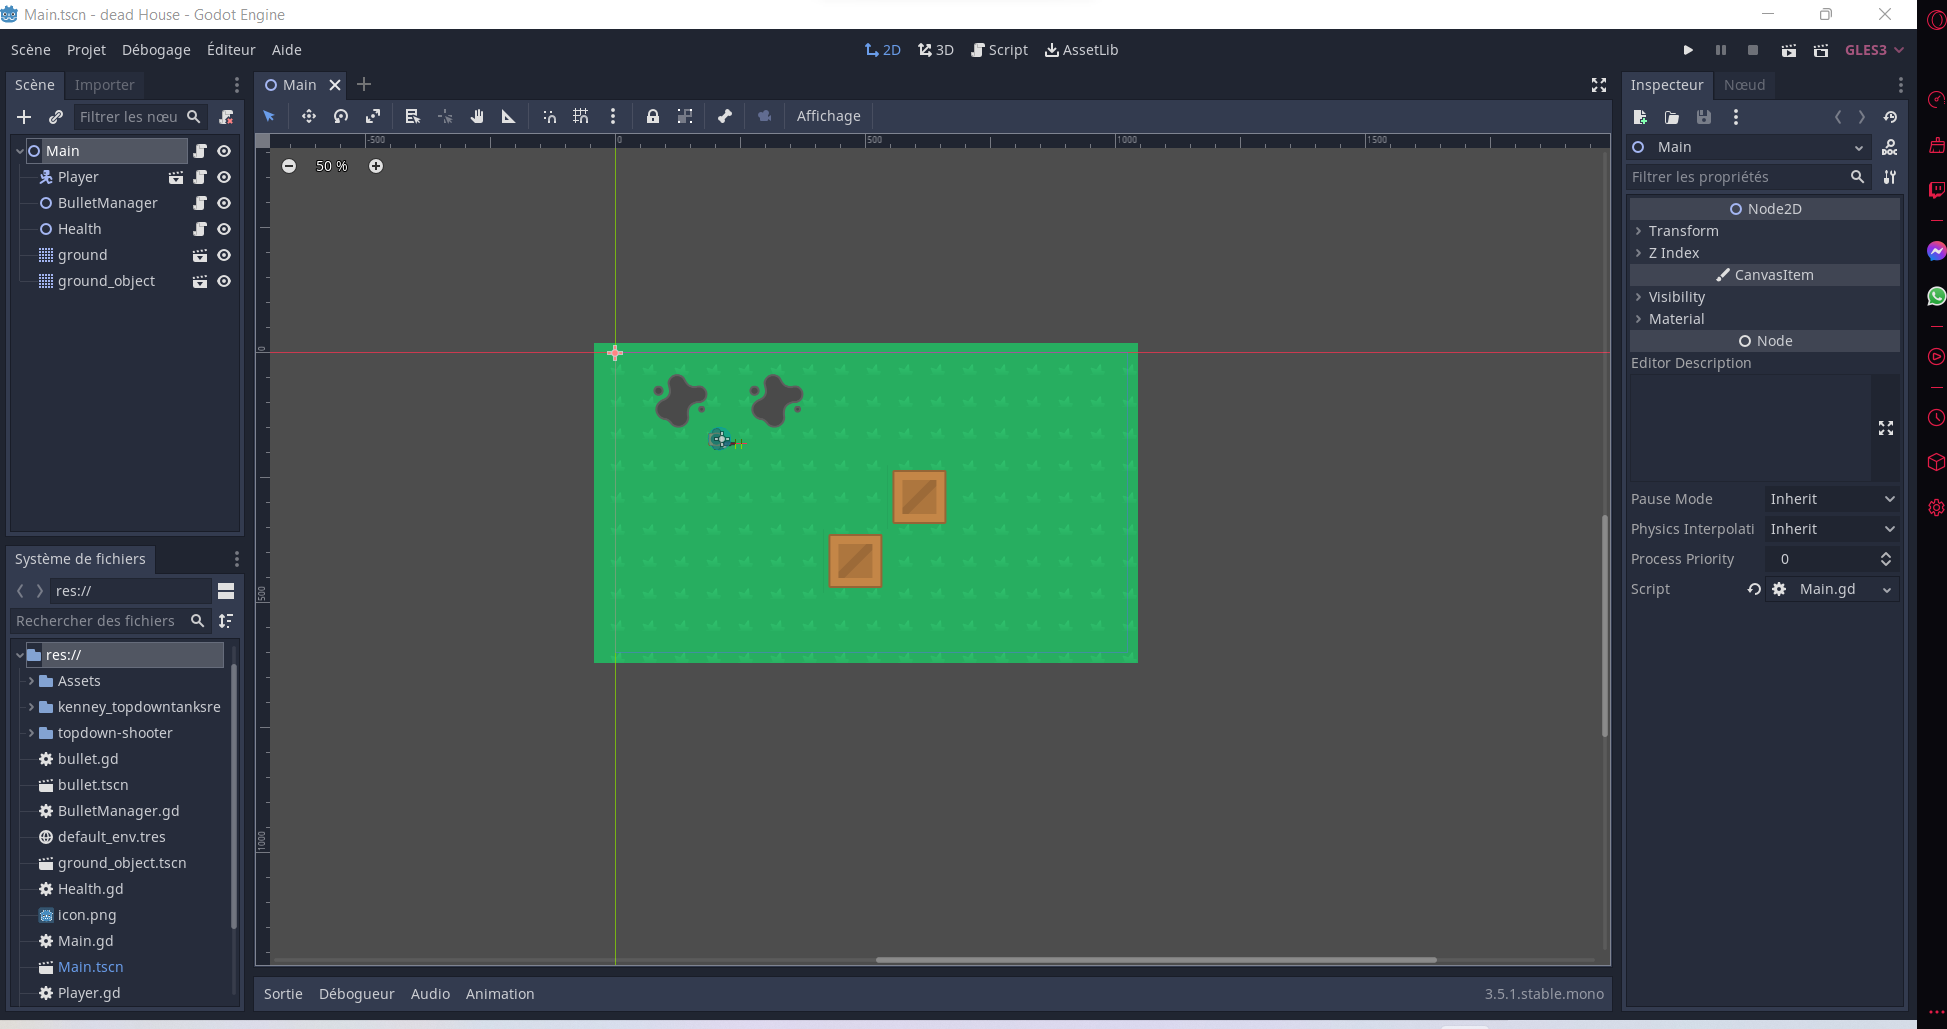 Main.tscn - dead House - Godot Engine
Scène Projet Débogage Éditeur Aide
2D 3D Script AssetLib
GLES3
Scène Importer
Filtrer les nœu
Main
Player
BulletManager
Health
ground
ground_object
Système de fichiers
res://
Rechercher des fichiers
res://
Assets
kenney_topdowntanksre
topdown-shooter
bullet.gd
bullet.tscn
BulletManager.gd
default_env.tres
ground_object.tscn
Health.gd
icon.png
Main.gd
Main.tscn
Player.gd
Main
Affichage
-500 0 500 1000 1500
50 %
0
500
1000
Sortie Débogueur Audio Animation
3.5.1.stable.mono
Inspecteur Nœud
Main
Filtrer les propriétés
Node2D
Transform
Z Index
CanvasItem
Visibility
Material
Node
Editor Description
Pause Mode Inherit
Physics Interpolati Inherit
Process Priority 0
Script Main.gd